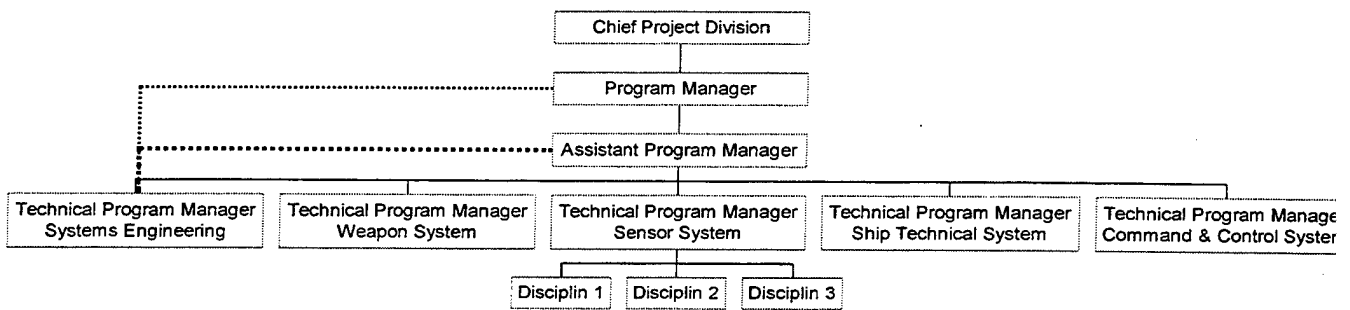 Chief Project Division
Program Manager
Assistant Program Manager
Technical Program Manager
Systems Engineering
Technical Program Manager
Weapon System
Technical Program Manager
Sensor System
Technical Program Manager
Ship Technical System
Technical Program Manage
Command & Control System
Disciplin 1
Disciplin 2
Disciplin 3